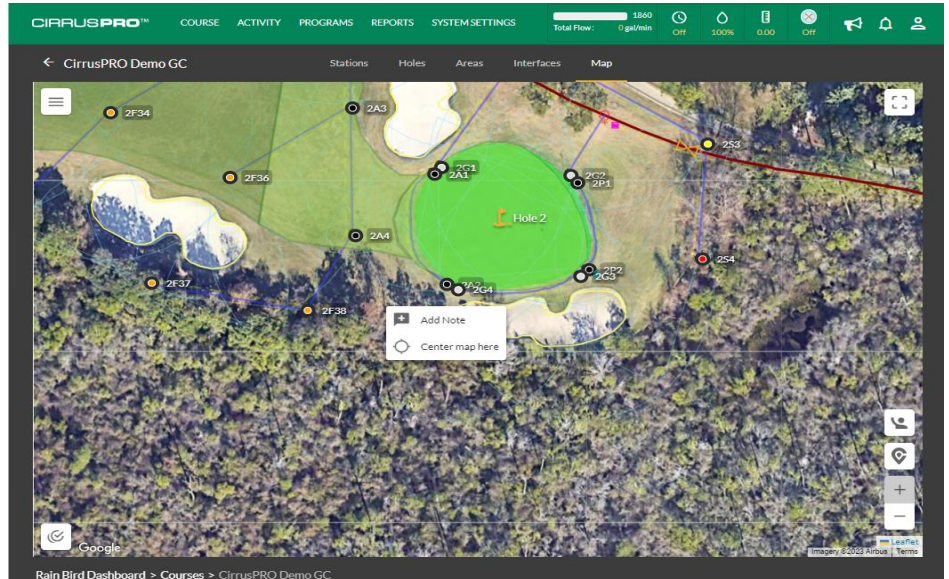 CIRRUSPRO™ COURSE ACTIVITY PROGRAMS REPORTS SYSTEM SETTINGS
1860
Total Flow: 0 gal/min
Off 100% 0.00 Off
CirrusPRO Demo GC Stations Holes Areas Interfaces Map
2F34
2A3
2S3
2G1
2A1
2F36
2G2
2P1
Hole 2
2A4
2S4
2P2
2G3
2F37
2A2
2G4
2F38
Add Note
Center map here
+
−
Google
Leaflet
Imagery ©2023 Airbus Terms
Rain Bird Dashboard > Courses > CirrusPRO Demo GC